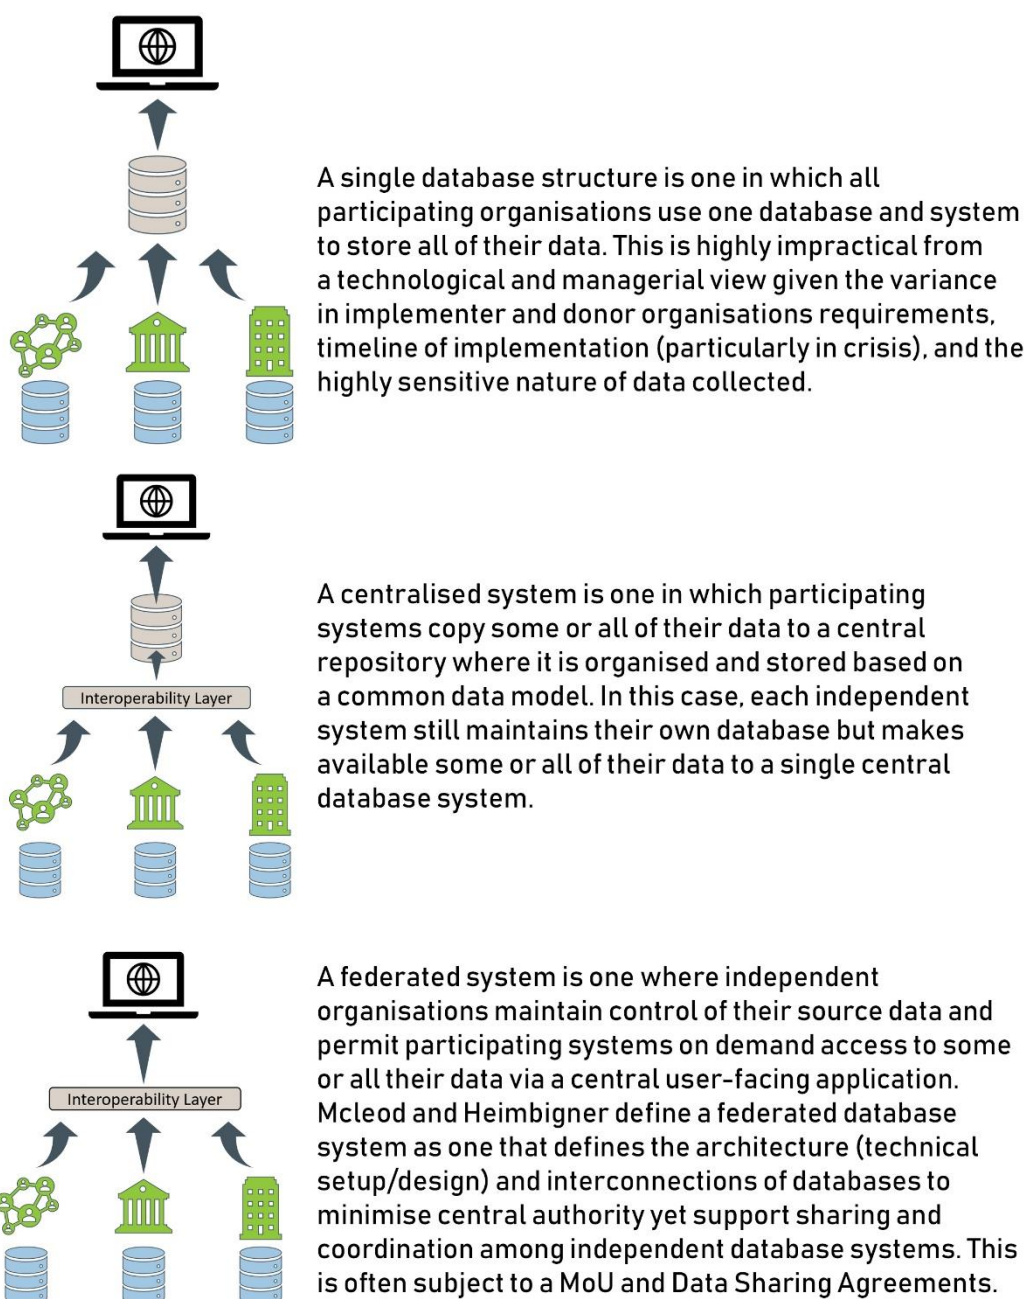 A single database structure is one in which all
participating organisations use one database and system
to store all of their data. This is highly impractical from
a technological and managerial view given the variance
in implementer and donor organisations requirements,
timeline of implementation (particularly in crisis), and the
highly sensitive nature of data collected.
A centralised system is one in which participating
systems copy some or all of their data to a central
repository where it is organised and stored based on
a common data model. In this case, each independent
system still maintains their own database but makes
available some or all of their data to a single central
database system.
Interoperability Layer
A federated system is one where independent
organisations maintain control of their source data and
permit participating systems on demand access to some
or all their data via a central user-facing application.
Mcleod and Heimbigner define a federated database
system as one that defines the architecture (technical
setup/design) and interconnections of databases to
minimise central authority yet support sharing and
coordination among independent database systems. This
is often subject to a MoU and Data Sharing Agreements.
Interoperability Layer